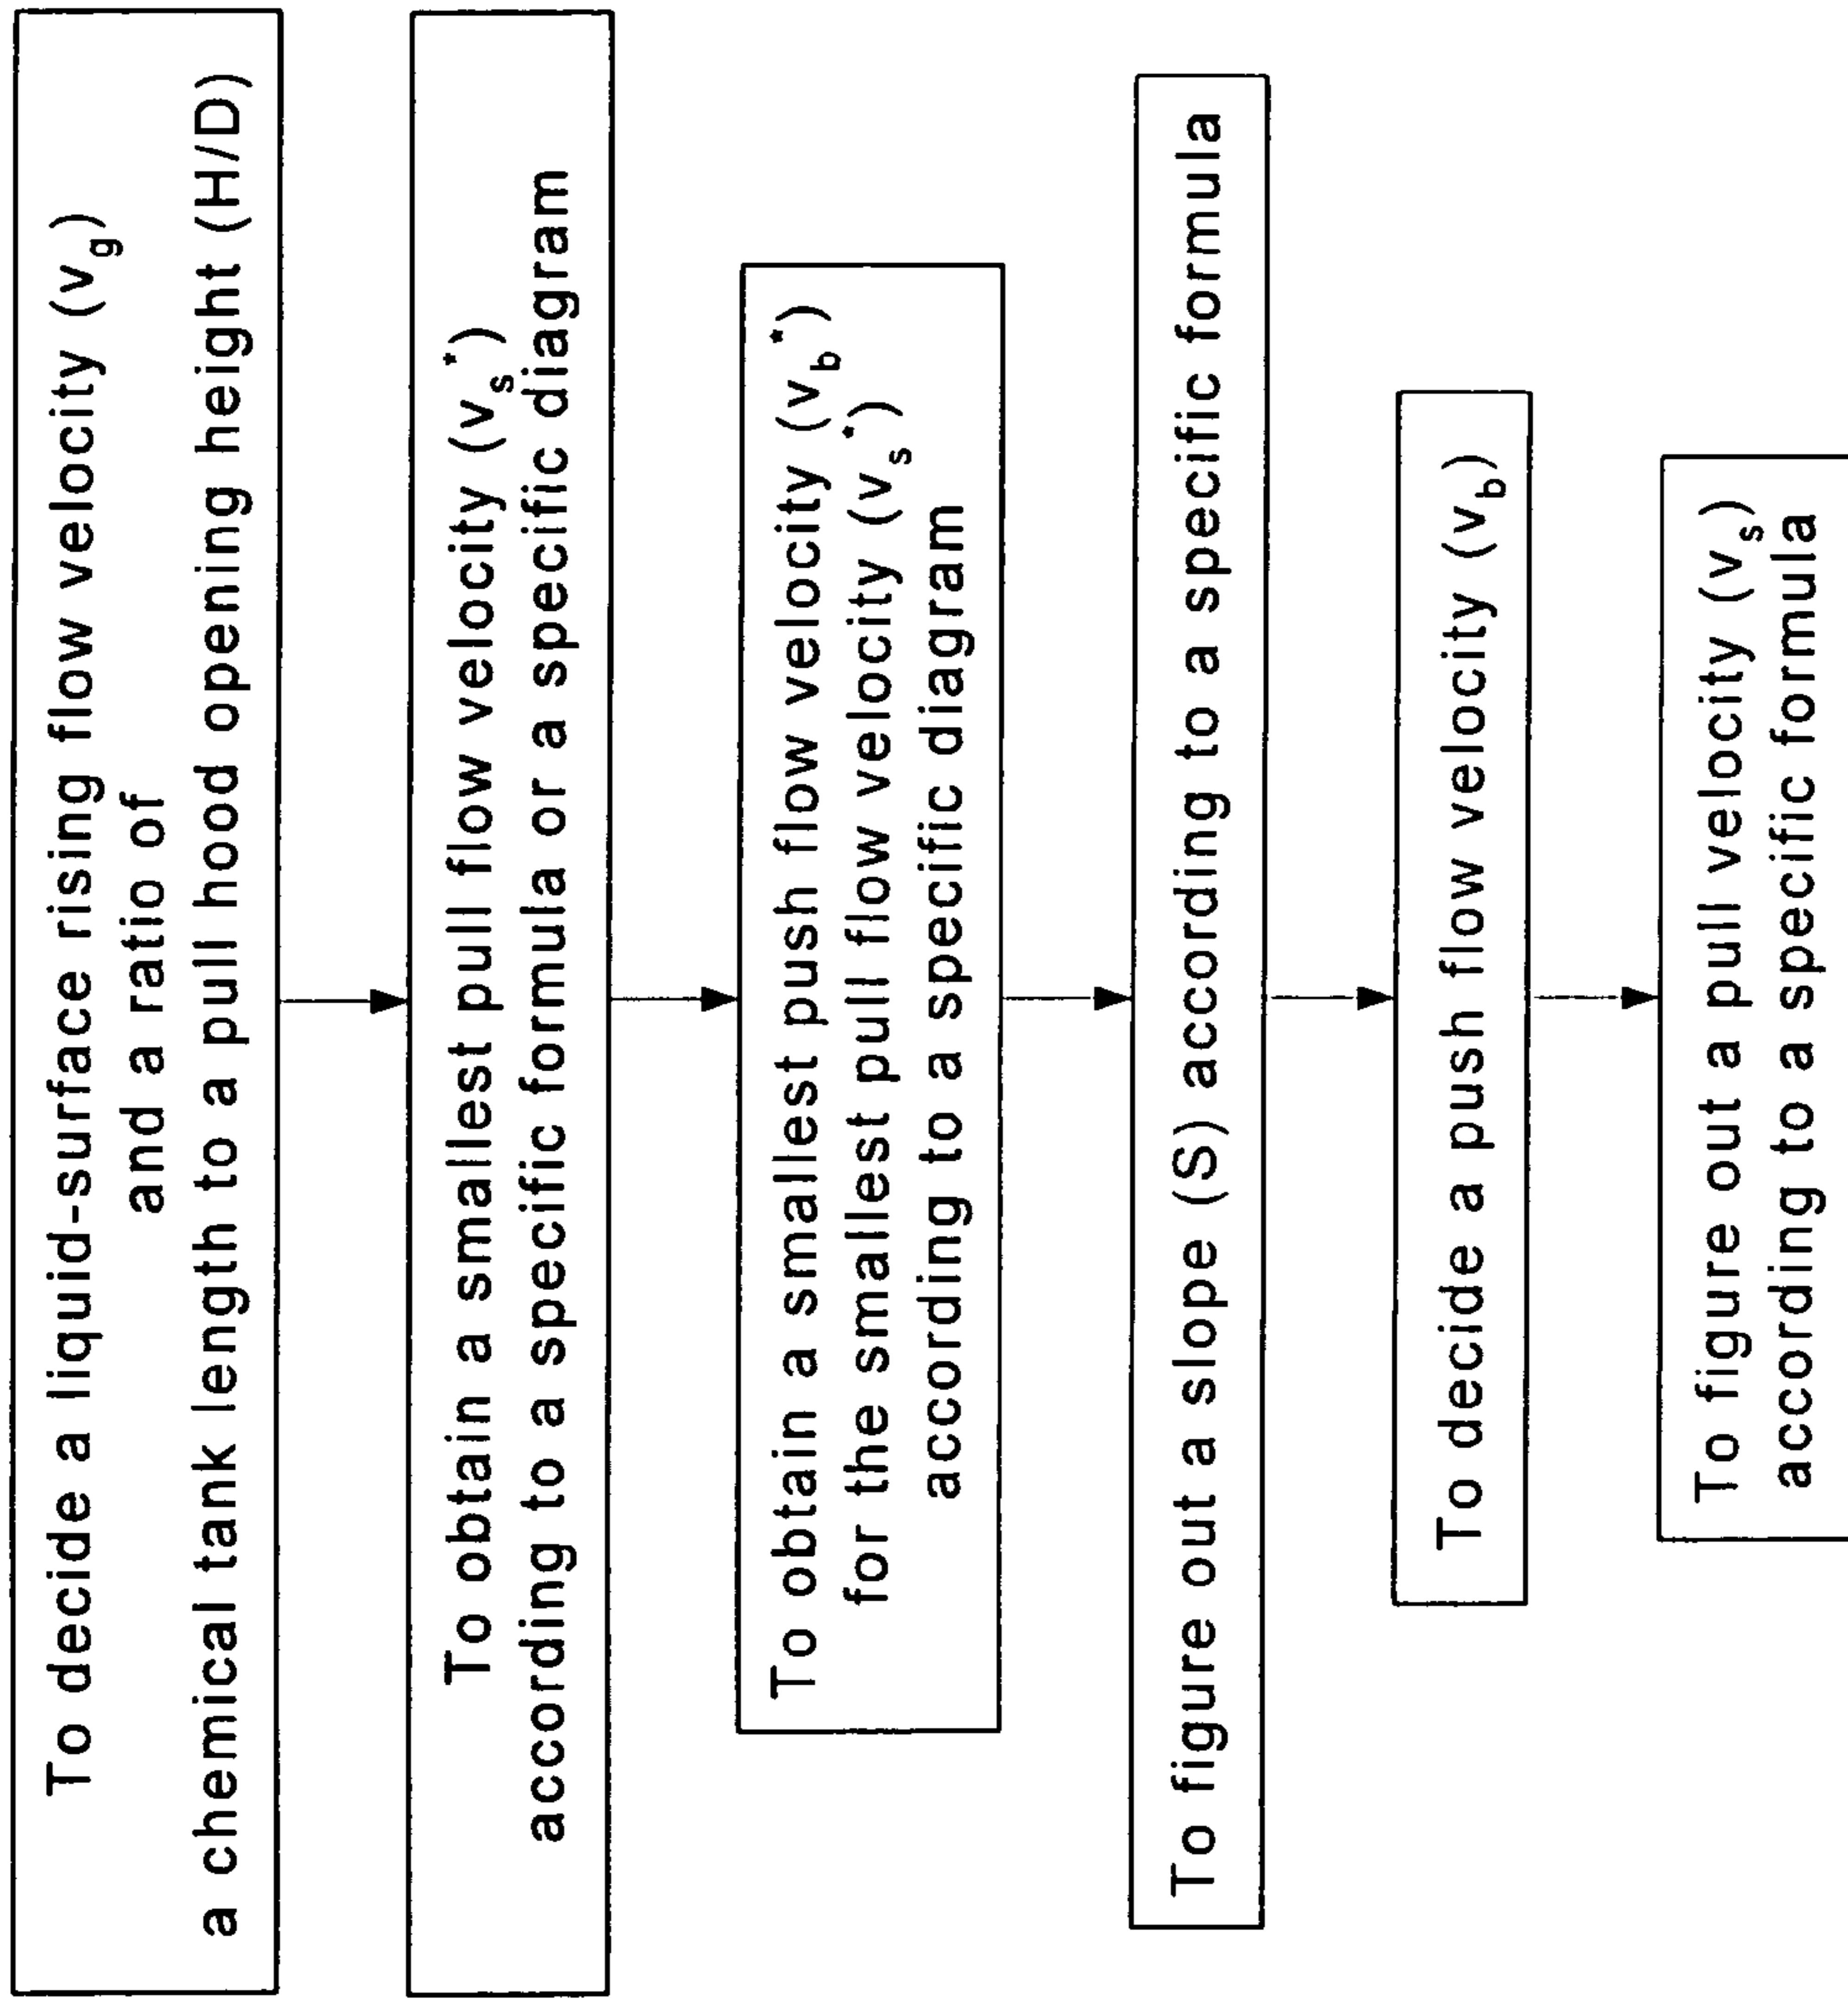 To decide a liquid-surface rising flow velocity (vg)
and a ratio of
a chemical tank length to a pull hood opening height (H/D)
To obtain a smallest pull flow velocity (vs*)
according to a specific formula or a specific diagram
To obtain a smallest push flow velocity (vb*)
for the smallest pull flow velocity (vs*)
according to a specific diagram
To figure out a slope (S) according to a specific formula
To decide a push flow velocity (vb)
To figure out a pull velocity (vs)
according to a specific formula